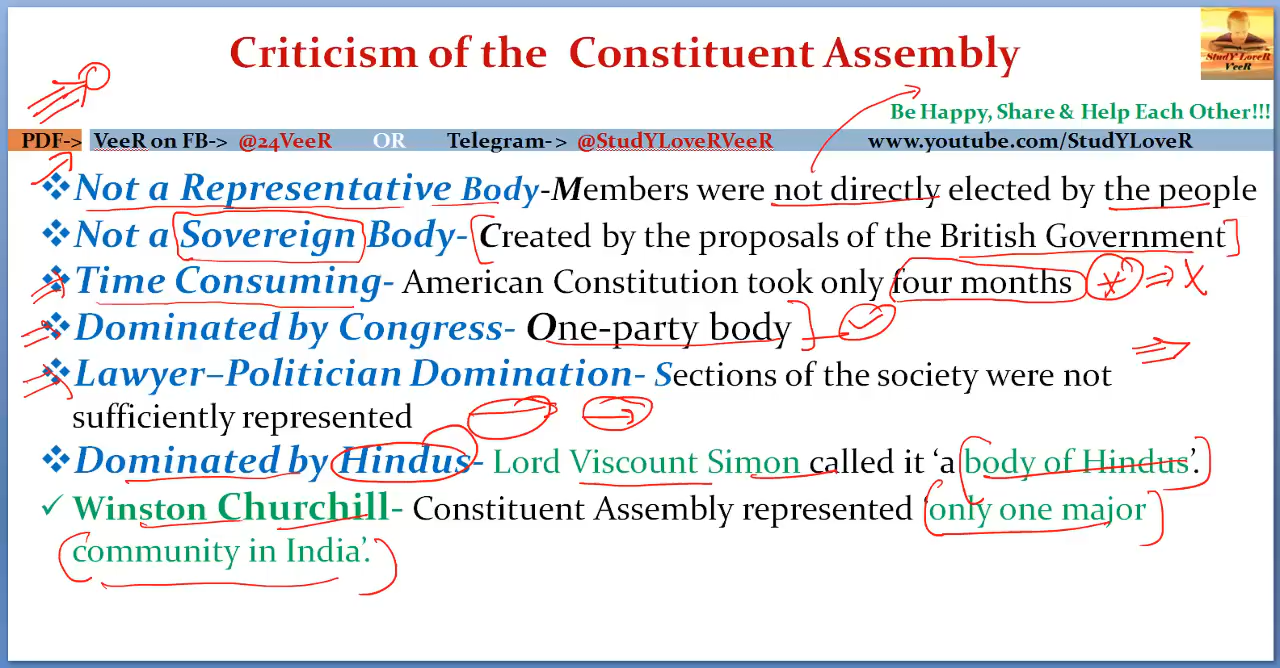 Criticism of the Constituent Assembly
StudY LoveR
VeeR
Be Happy, Share & Help Each Other!!!
PDF-> VeeR on FB-> @24VeeR OR Telegram-> @StudYLoveRVeeR www.youtube.com/StudYLoveR
❖Not a Representative Body-Members were not directly elected by the people
❖Not a Sovereign Body- Created by the proposals of the British Government
❖Time Consuming- American Constitution took only four months
❖Dominated by Congress- One-party body
❖Lawyer–Politician Domination- Sections of the society were not
sufficiently represented
❖Dominated by Hindus- Lord Viscount Simon called it ‘a body of Hindus’.
✓ Winston Churchill- Constituent Assembly represented ‘only one major
community in India’.